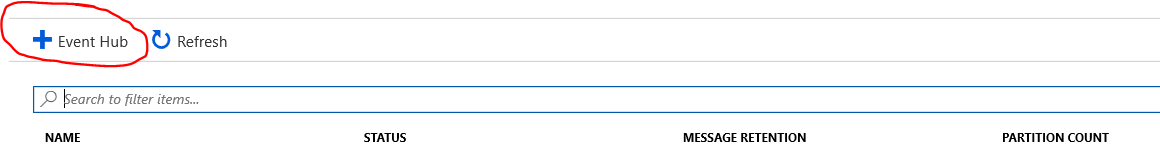 Event Hub Refresh
Search to filter items...
NAME STATUS MESSAGE RETENTION PARTITION COUNT